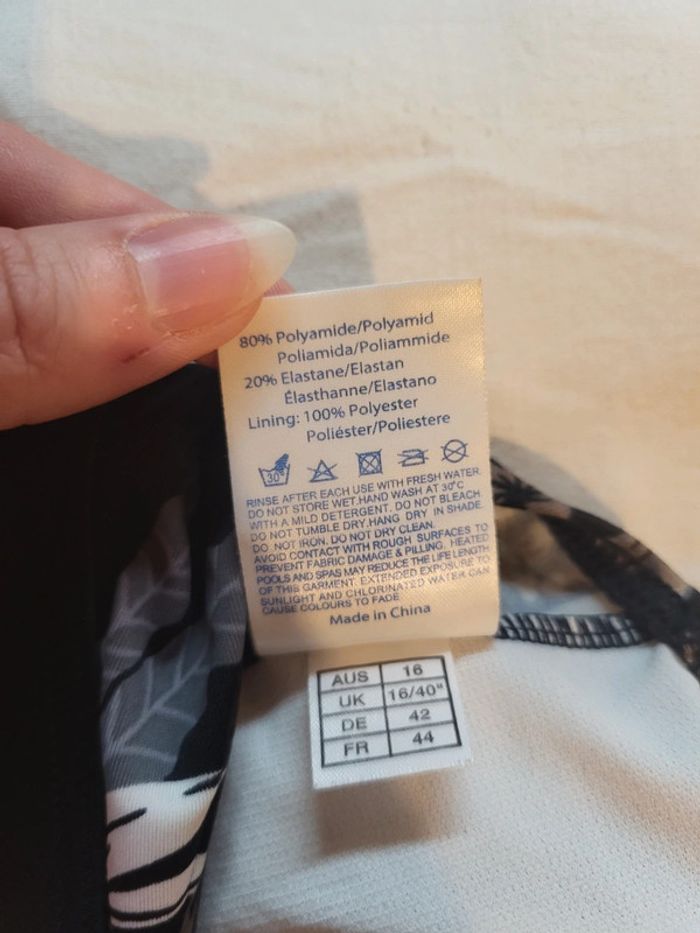 80% Polyamide/Polyamid
Poliamida/Poliammide
20% Elastane/Elastan
Élasthanne/Elastano
Lining: 100% Polyester
Poliéster/Poliestere
30°
RINSE AFTER EACH USE WITH FRESH WATER.
DO NOT STORE WET.HAND WASH AT 30°C
WITH A MILD DETERGENT. DO NOT BLEACH.
DO NOT TUMBLE DRY.HANG DRY IN SHADE.
DO NOT IRON. DO NOT DRY CLEAN.
AVOID CONTACT WITH ROUGH SURFACES TO
PREVENT FABRIC DAMAGE & PILLING. HEATED
POOLS AND SPAS MAY REDUCE THE LIFE LENGTH
OF THIS GARMENT. EXTENDED EXPOSURE TO
SUNLIGHT AND CHLORINATED WATER CAN
CAUSE COLOURS TO FADE
Made in China
AUS 16
UK 16/40"
DE 42
FR 44